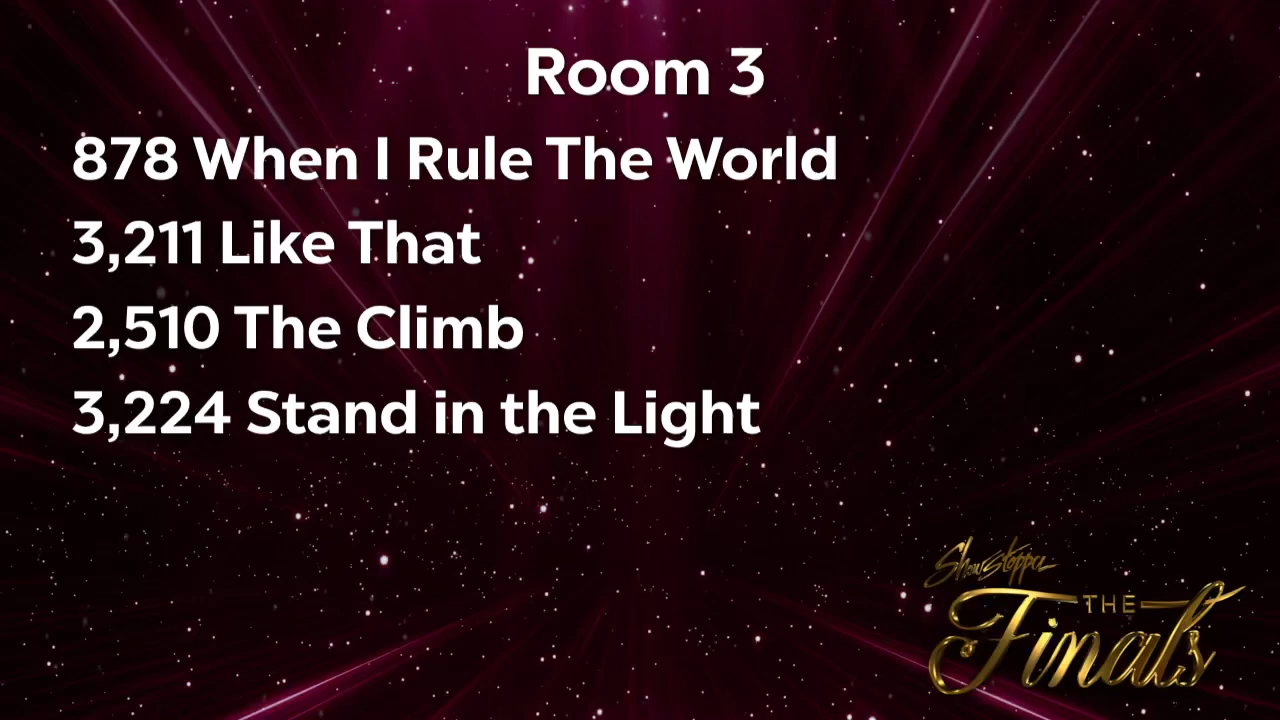 Room 3
878 When I Rule The World
3,211 Like That
2,510 The Climb
3,224 Stand in the Light
Showstoppa
THE
Finals